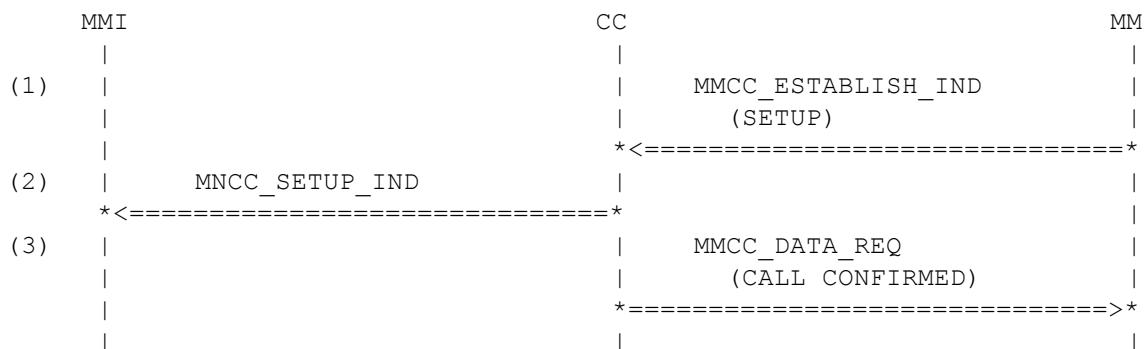 MMI CC MM
(1) MMCC_ESTABLISH_IND
(SETUP)
(2) MNCC_SETUP_IND
(3) MMCC_DATA_REQ
(CALL CONFIRMED)